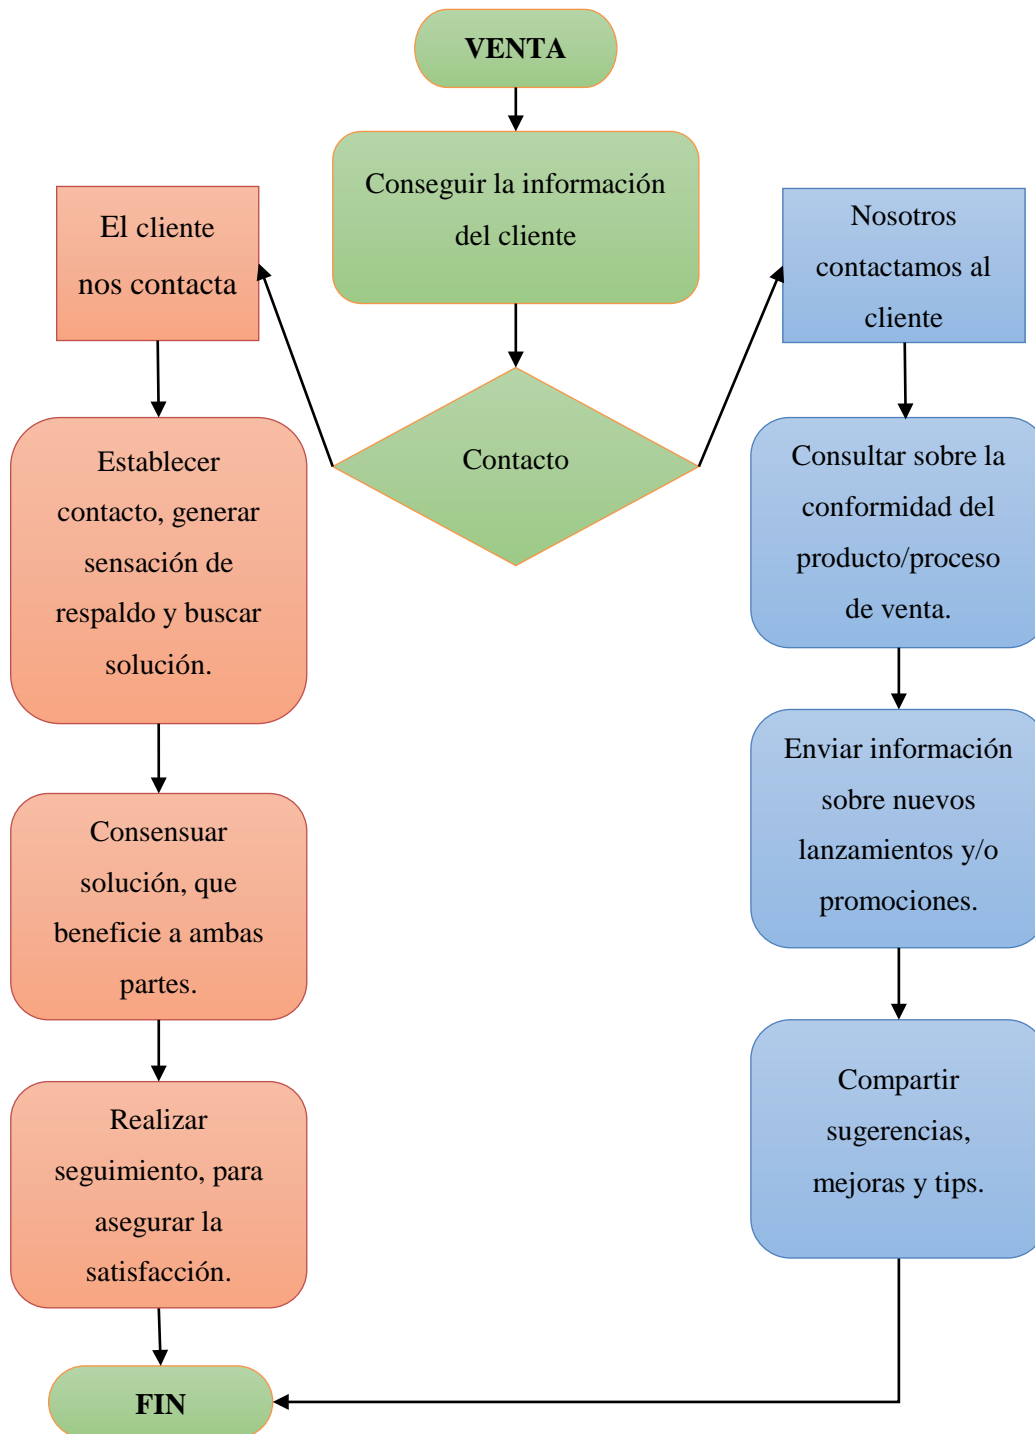 VENTA
Conseguir la información
del cliente
El cliente
nos contacta
Nosotros
contactamos al
cliente
Contacto
Establecer
contacto, generar
sensación de
respaldo y buscar
solución.
Consultar sobre la
conformidad del
producto/proceso
de venta.
Consensuar
solución, que
beneficie a ambas
partes.
Enviar información
sobre nuevos
lanzamientos y/o
promociones.
Realizar
seguimiento, para
asegurar la
satisfacción.
Compartir
sugerencias,
mejoras y tips.
FIN